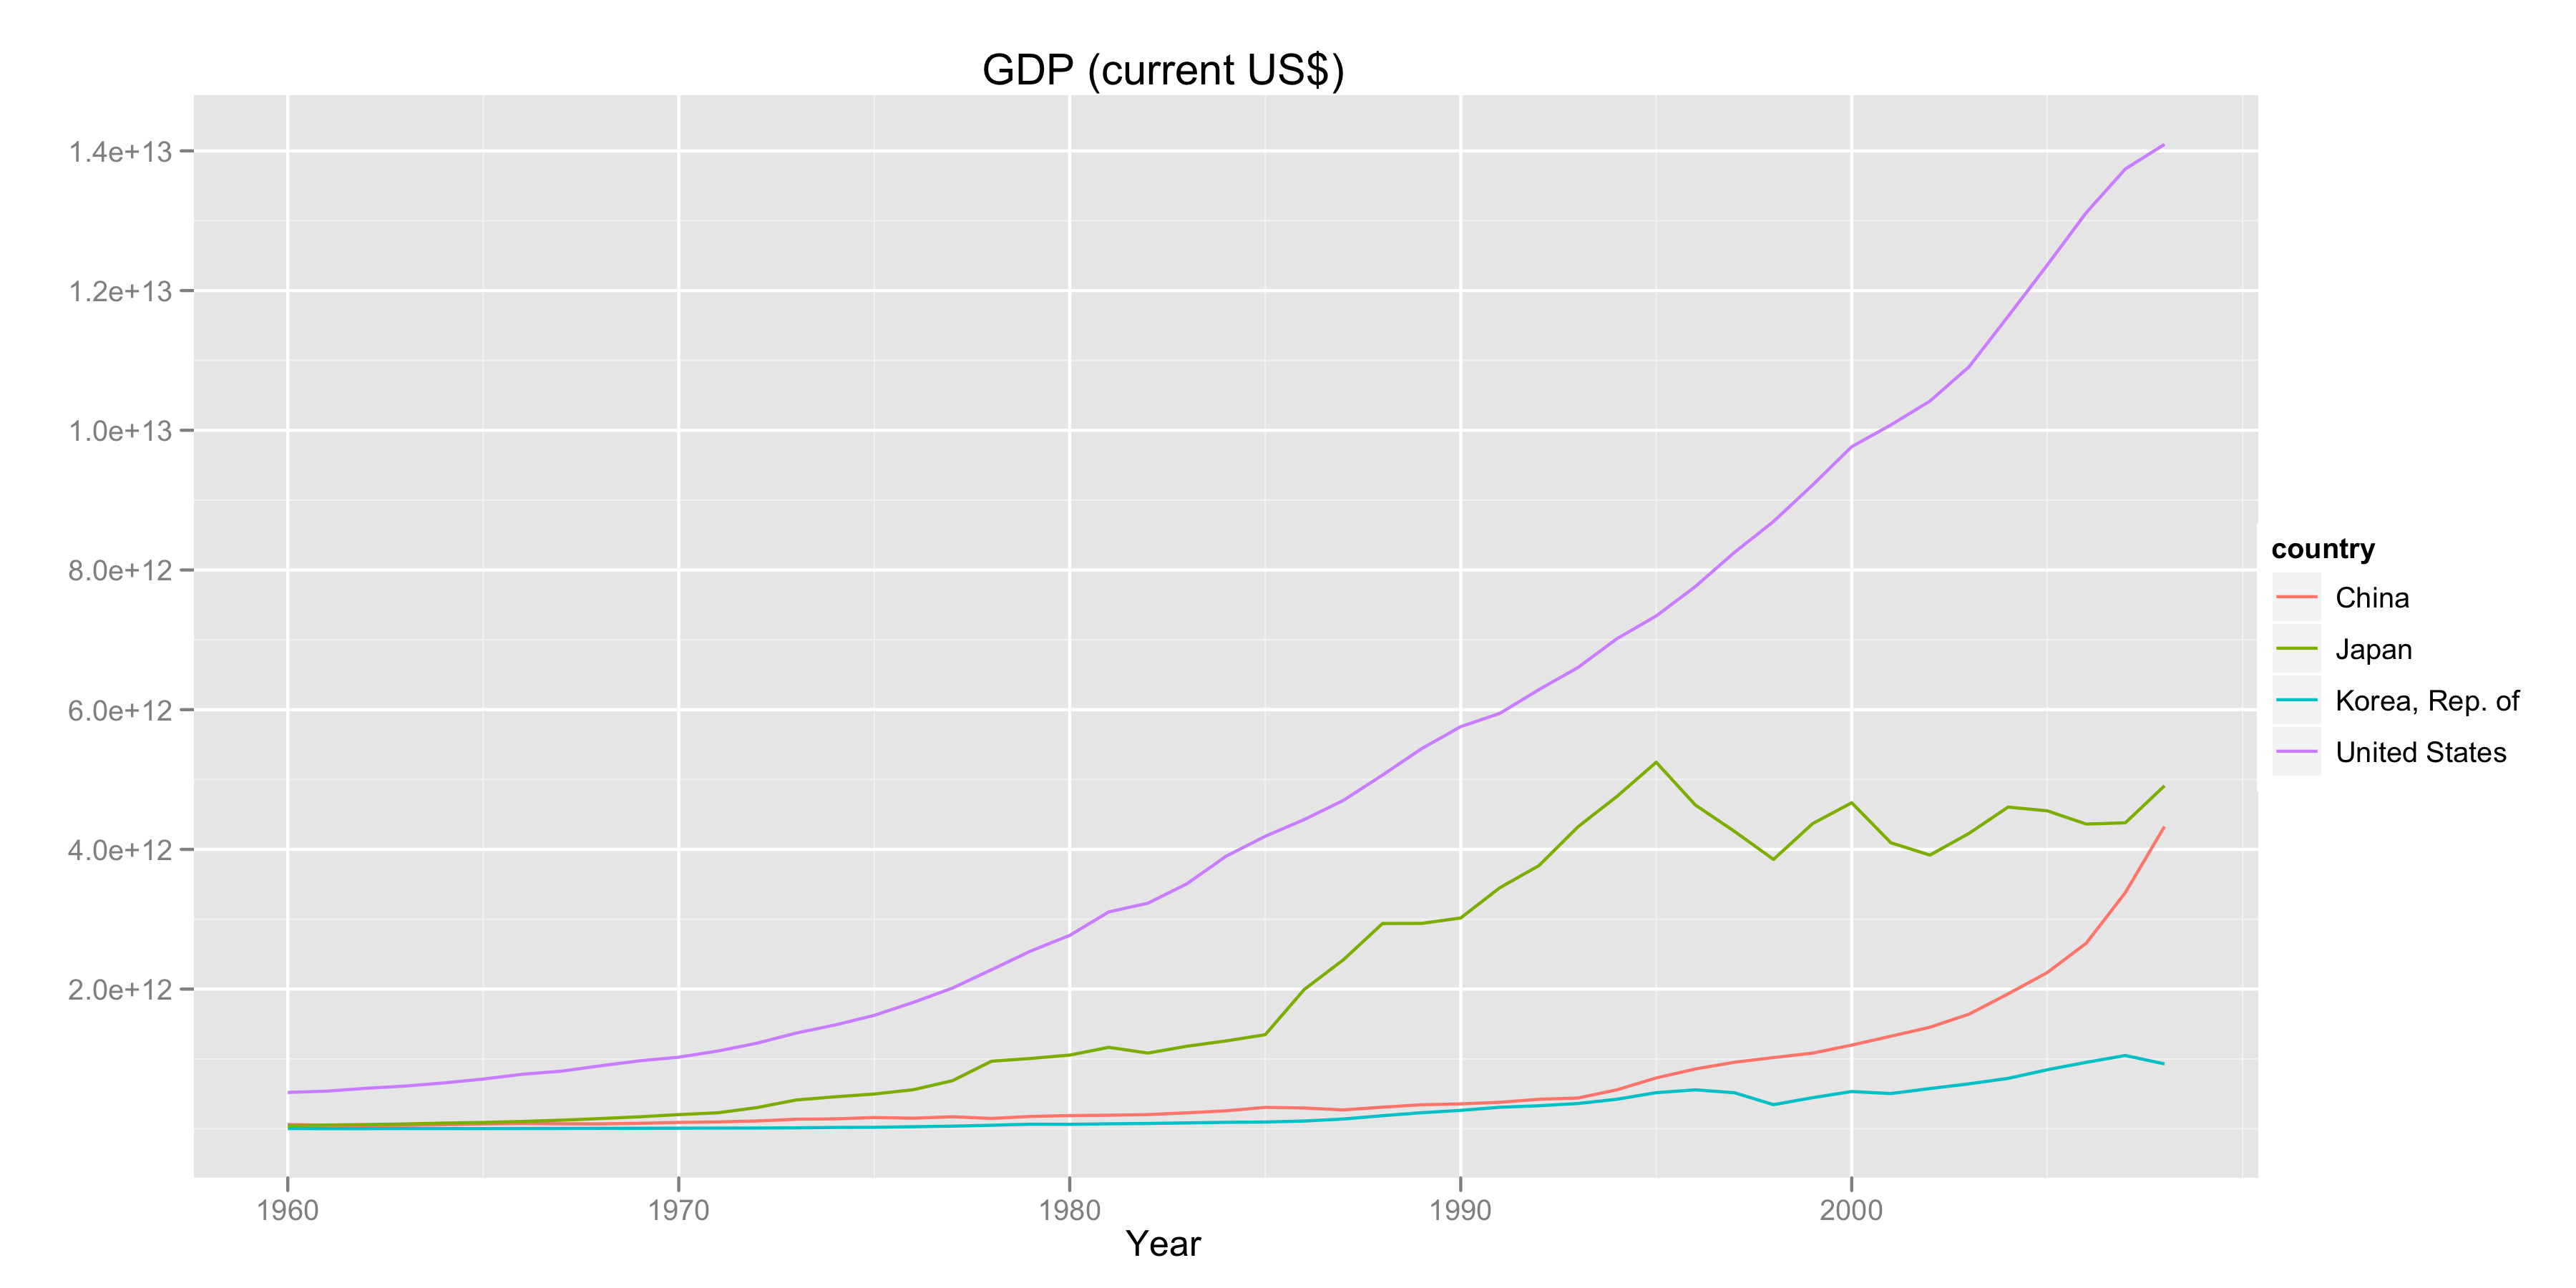 GDP (current US$)
1.4e+13
1.2e+13
1.0e+13
8.0e+12
6.0e+12
4.0e+12
2.0e+12
1960 1970 1980 1990 2000
Year
country
China
Japan
Korea, Rep. of
United States